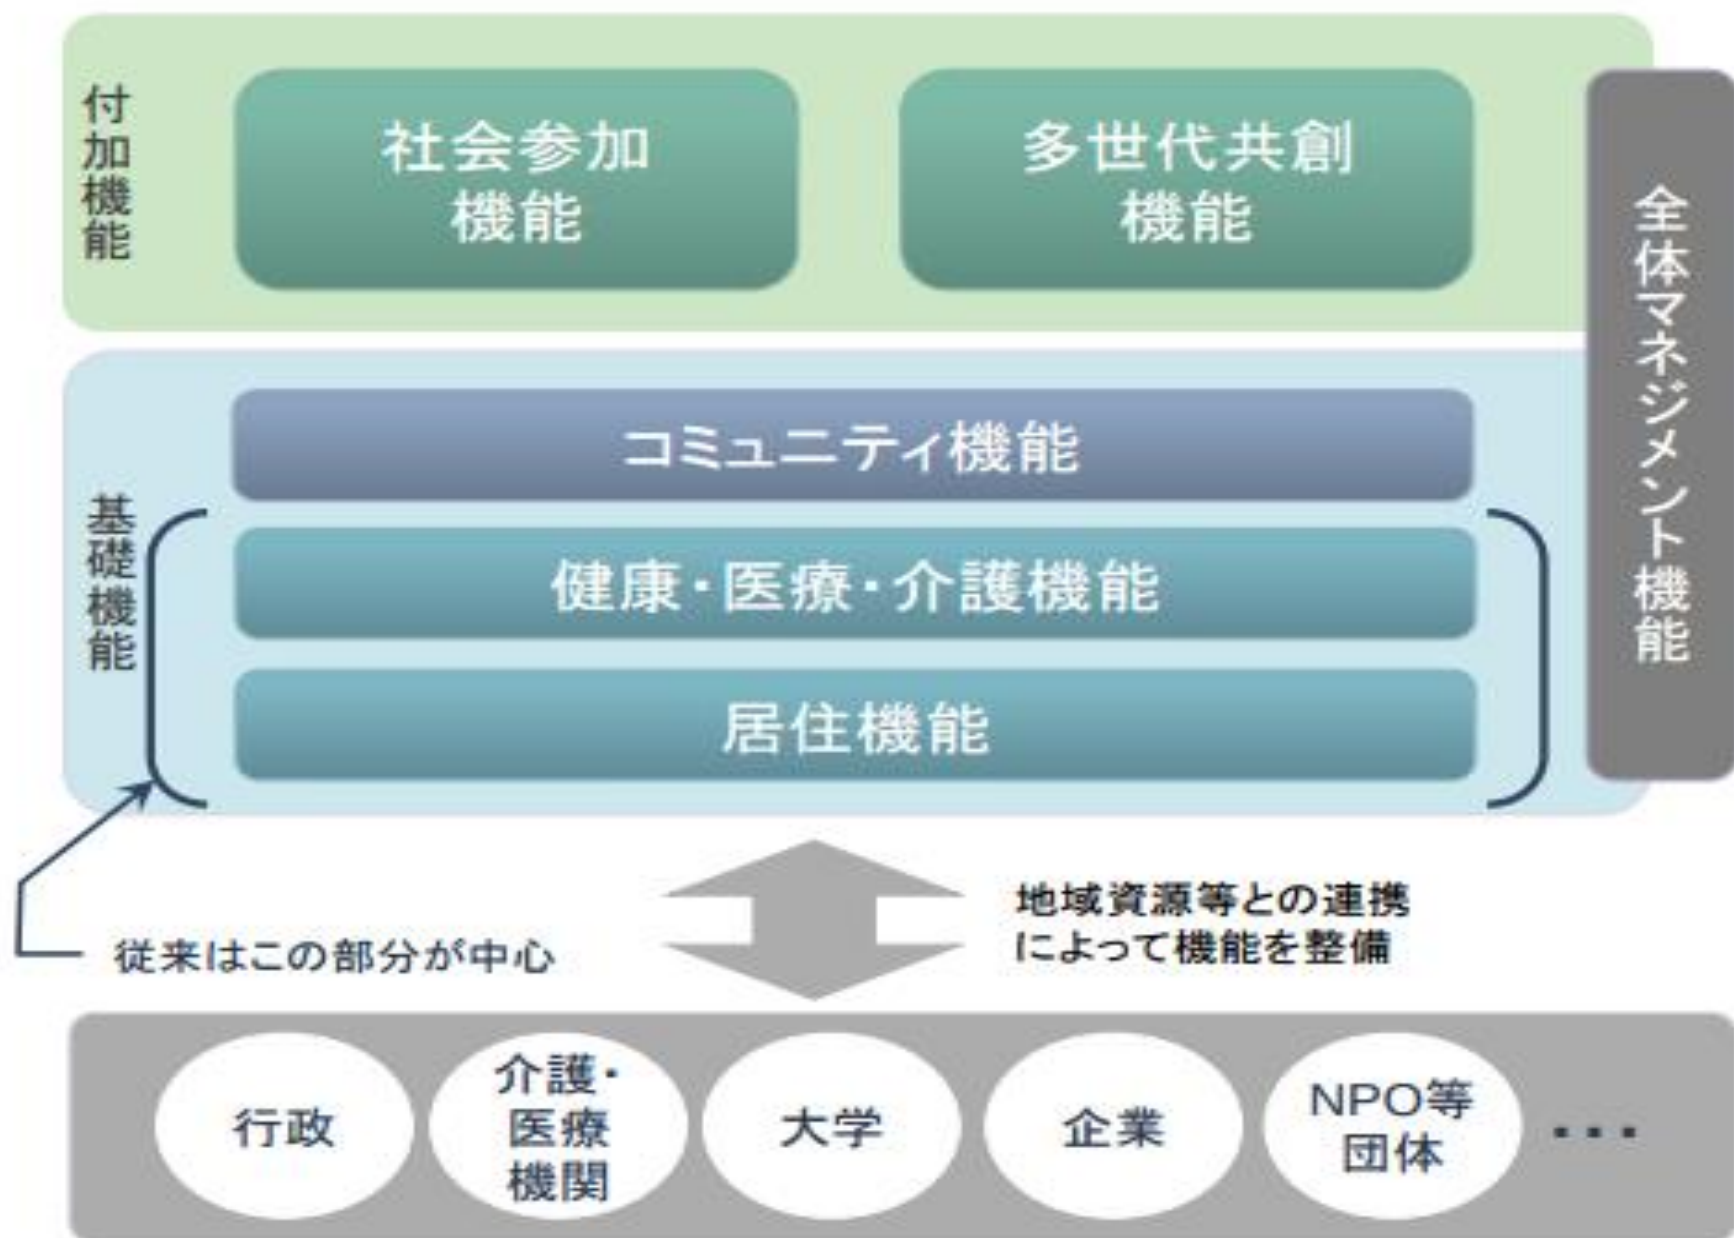 付加機能
社会参加
機能
多世代共創
機能
全体マネジメント機能
基礎機能
コミュニティ機能
健康・医療・介護機能
居住機能
従来はこの部分が中心
地域資源等との連携
によって機能を整備
行政
介護・
医療
機関
大学
企業
NPO等
団体
・・・